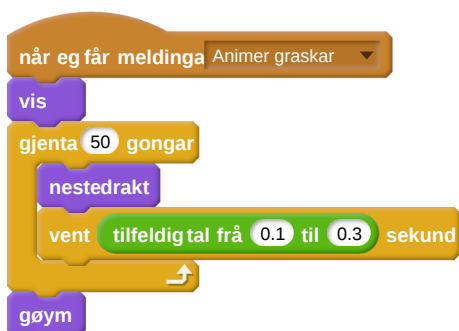 når eg får meldinga Animer graskar
vis
gjenta 50 gongar
nestedrakt
vent tilfeldig tal frå 0.1 til 0.3 sekund
gøym